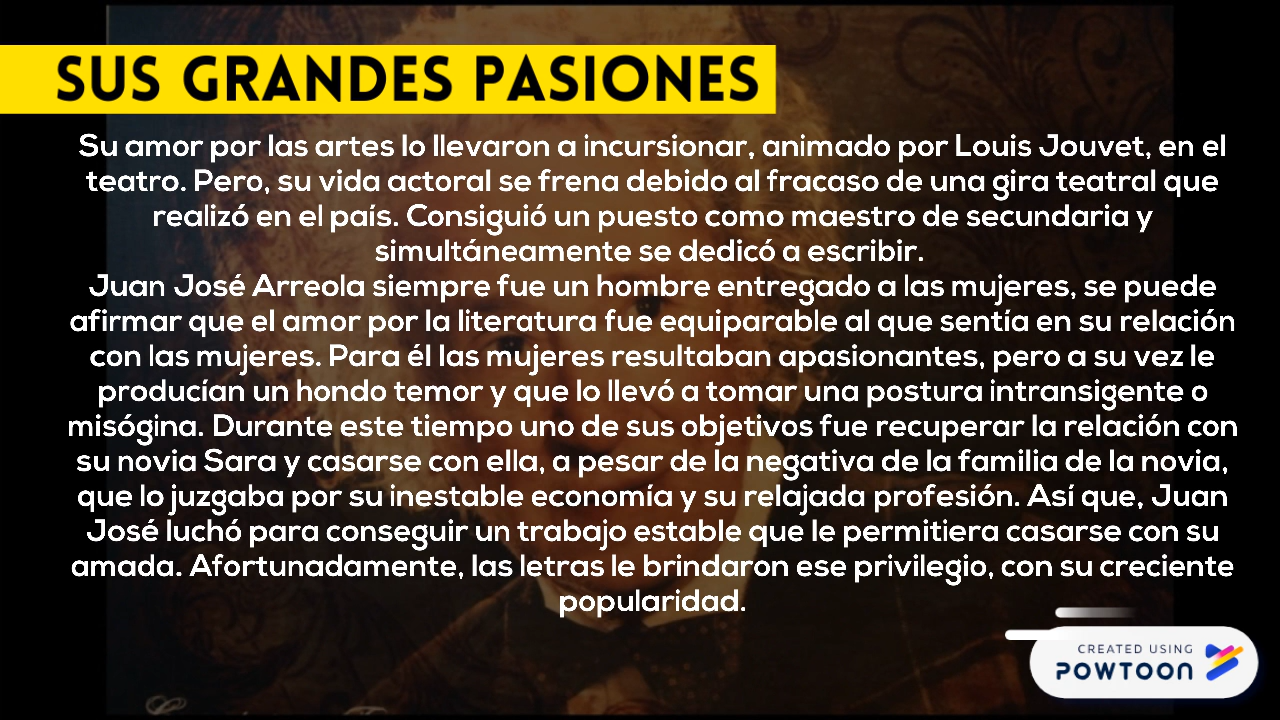 SUS GRANDES PASIONES
Su amor por las artes lo llevaron a incursionar, animado por Louis Jouvet, en el
teatro. Pero, su vida actoral se frena debido al fracaso de una gira teatral que
realizó en el país. Consiguió un puesto como maestro de secundaria y
simultáneamente se dedicó a escribir.
Juan José Arreola siempre fue un hombre entregado a las mujeres, se puede
afirmar que el amor por la literatura fue equiparable al que sentía en su relación
con las mujeres. Para él las mujeres resultaban apasionantes, pero a su vez le
producían un hondo temor y que lo llevó a tomar una postura intransigente o
misógina. Durante este tiempo uno de sus objetivos fue recuperar la relación con
su novia Sara y casarse con ella, a pesar de la negativa de la familia de la novia,
que lo juzgaba por su inestable economía y su relajada profesión. Así que, Juan
José luchó para conseguir un trabajo estable que le permitiera casarse con su
amada. Afortunadamente, las letras le brindaron ese privilegio, con su creciente
popularidad.
CREATED USING
POWTOON